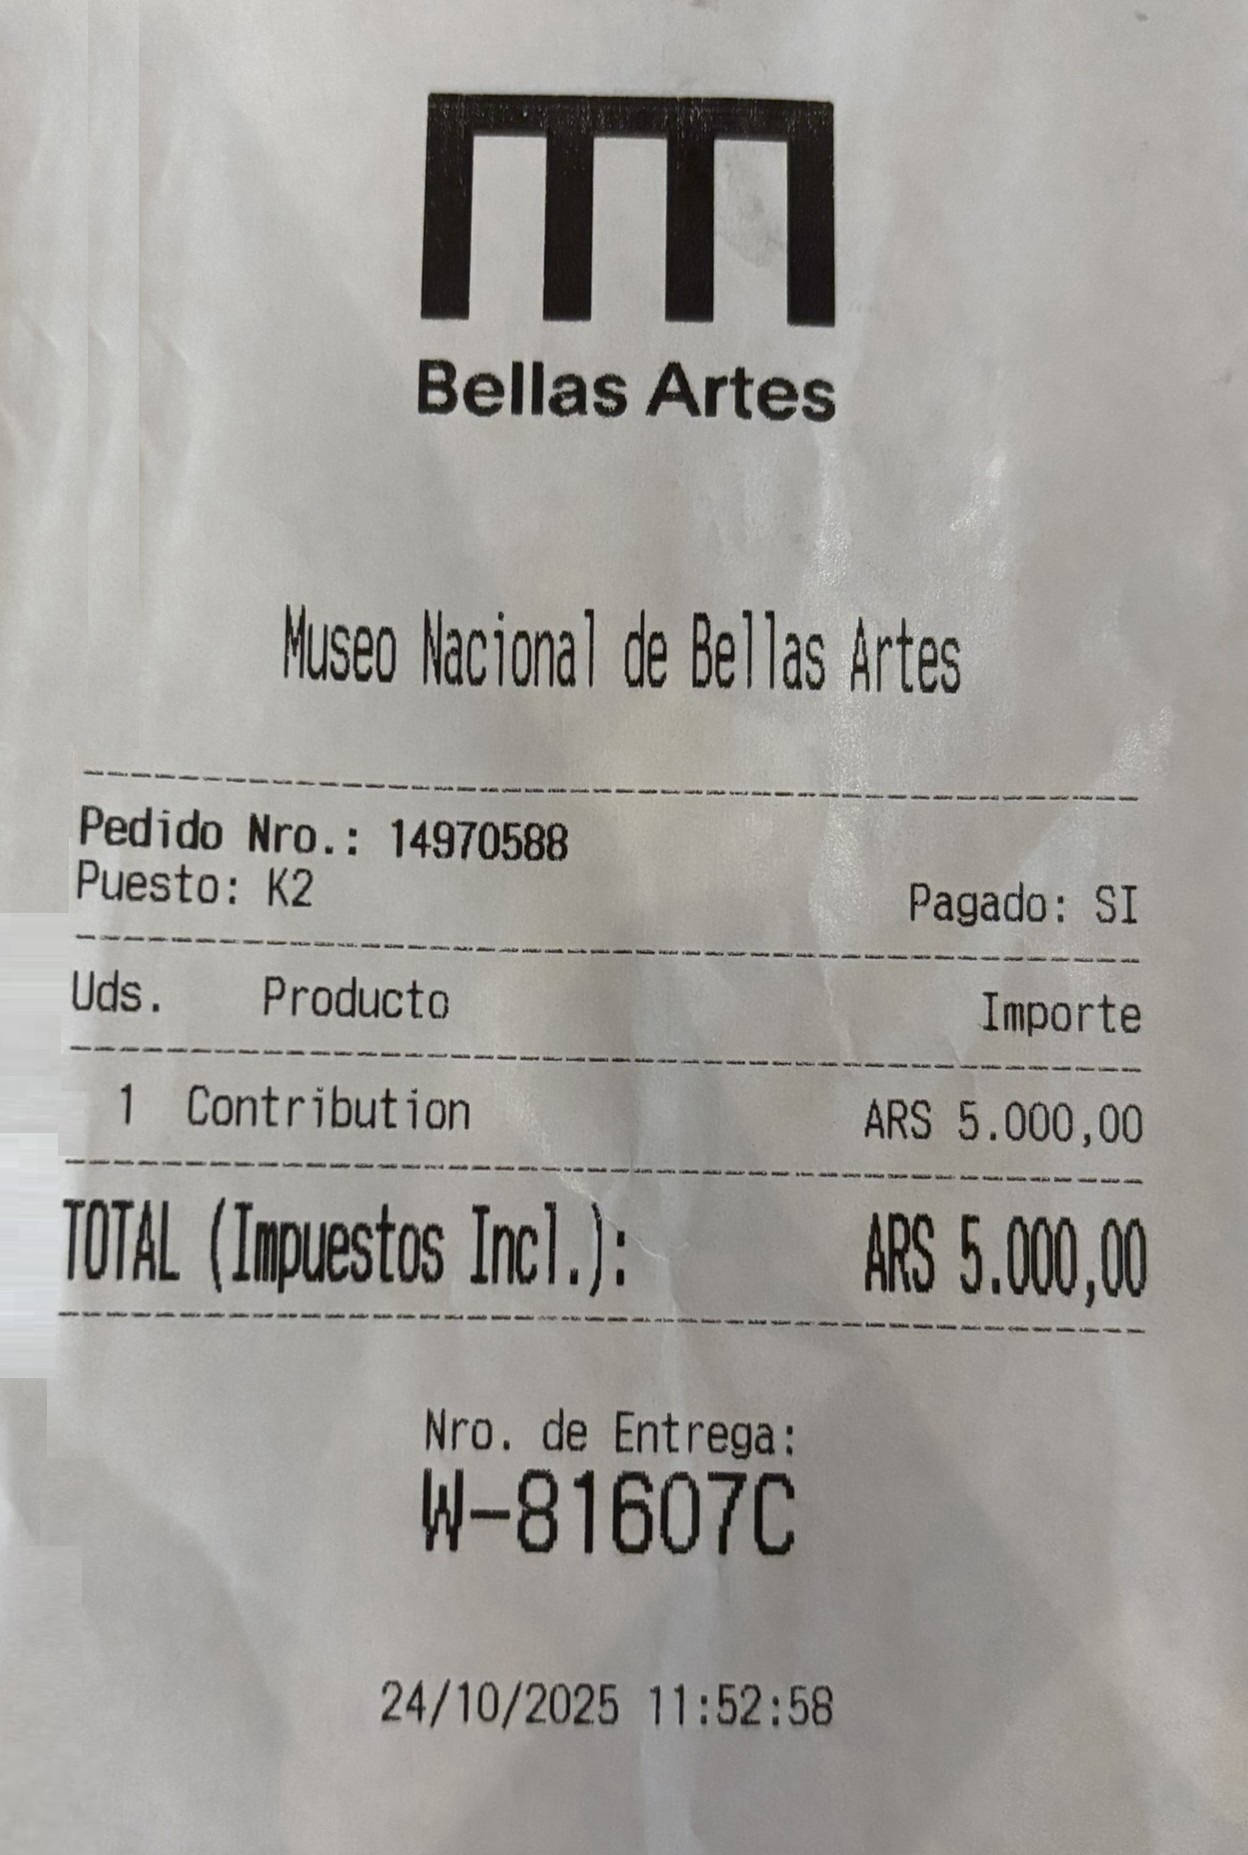 Bellas Artes
Museo Nacional de Bellas Artes
Pedido Nro.: 14970588
Puesto: K2 Pagado: SI
Uds. Producto Importe
1 Contribution ARS 5.000,00
TOTAL (Impuestos Incl.): ARS 5.000,00
Nro. de Entrega:
W-81607C
24/10/2025 11:52:58